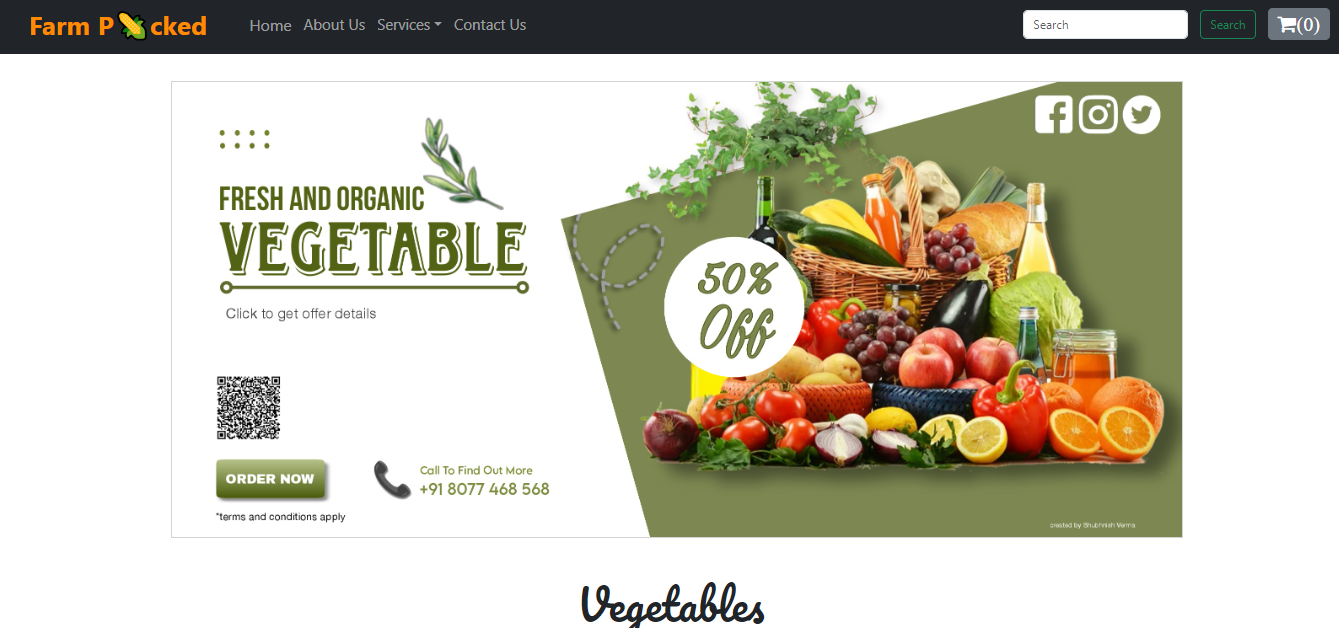 Farm P🌽cked
Home About Us Services Contact Us
Search
Search
(0)
FRESH AND ORGANIC
VEGETABLE
Click to get offer details
50%
Off
ORDER NOW
Call To Find Out More
+91 8077 468 568
*terms and conditions apply
created by Shubhnish Verma
Vegetables